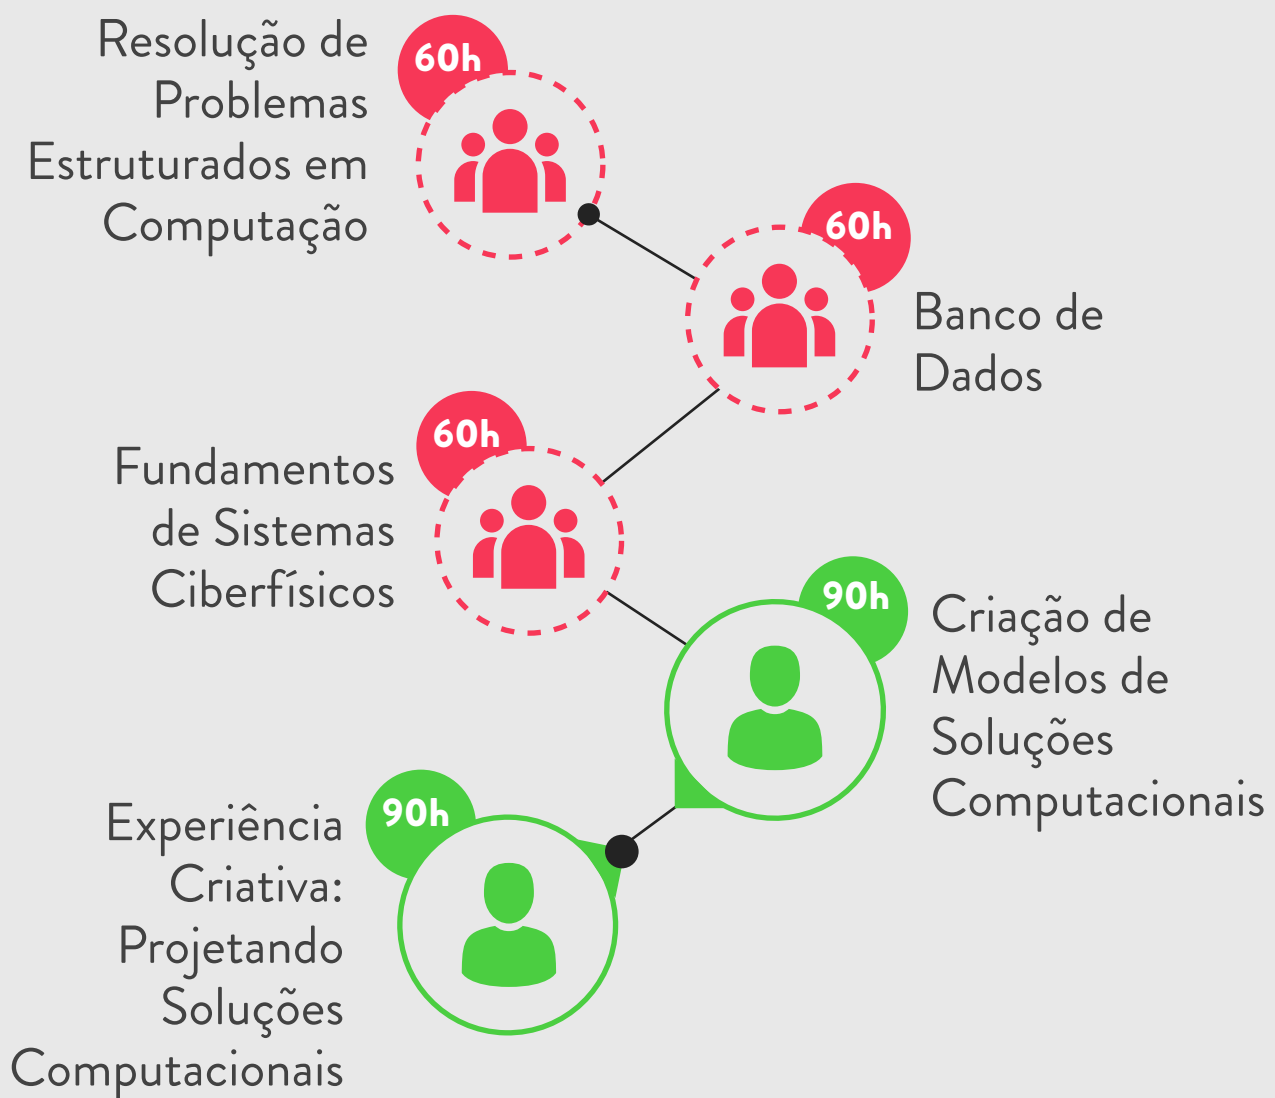 60h
Resolução de
Problemas
Estruturados em
Computação
60h
Banco de
Dados
60h
Fundamentos
de Sistemas
Ciberfísicos
90h
Criação de
Modelos de
Soluções
Computacionais
90h
Experiência
Criativa:
Projetando
Soluções
Computacionais